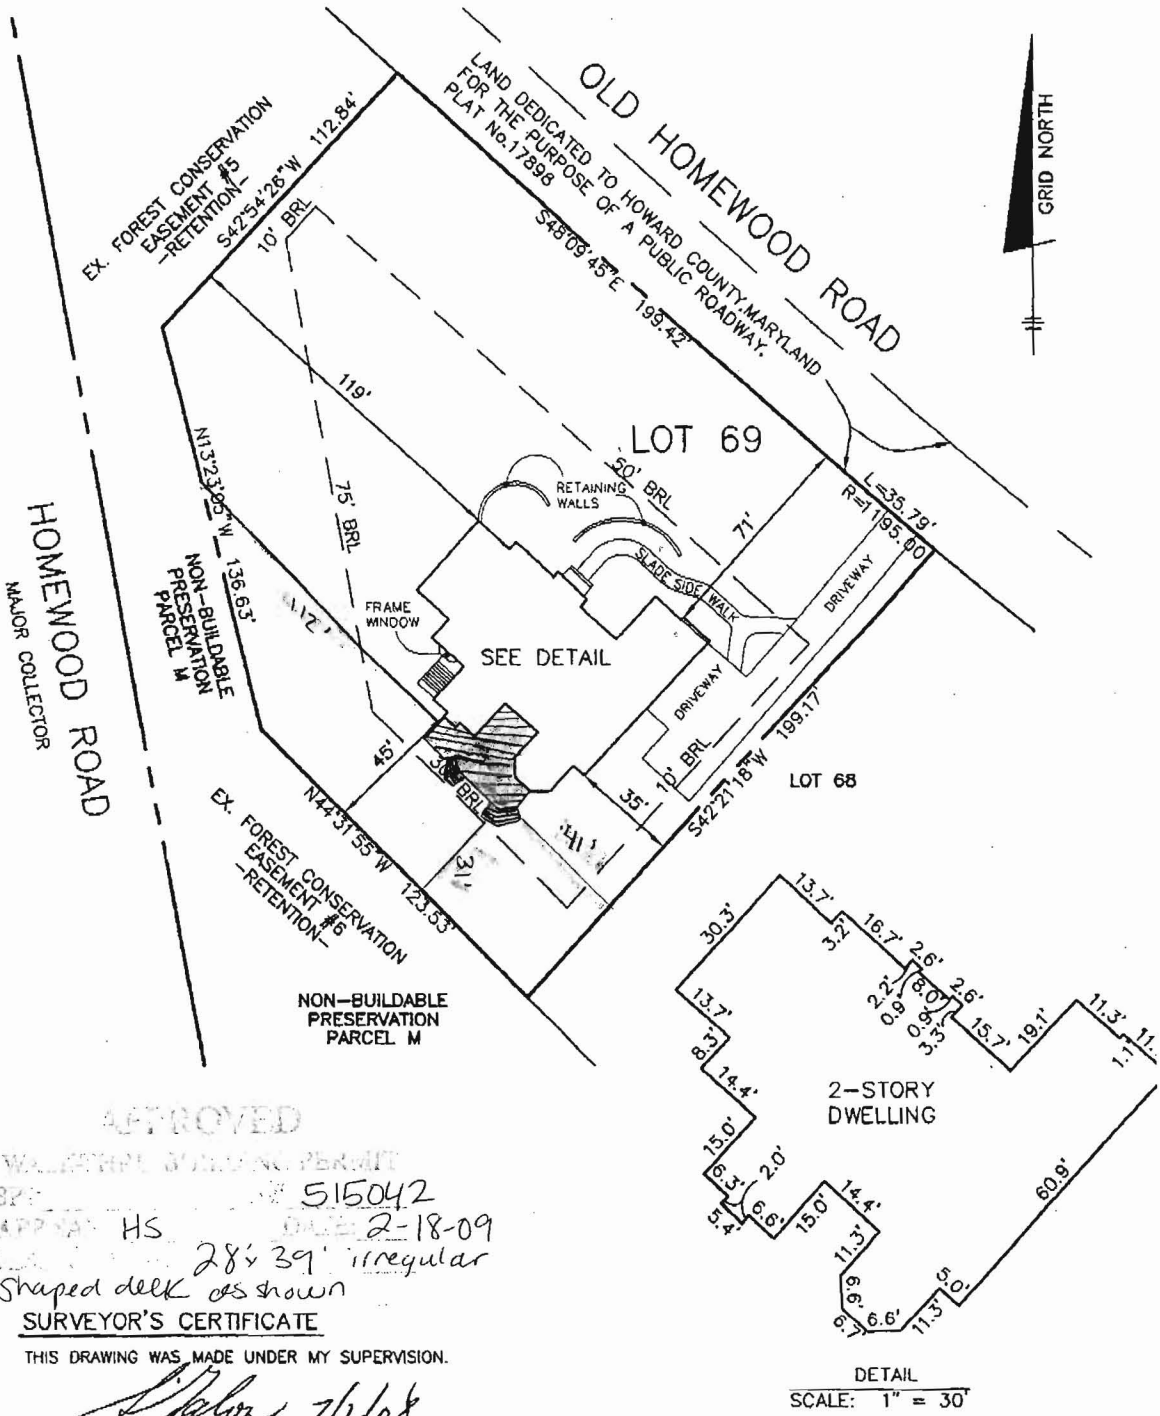 OLD HOMEWOOD ROAD
LAND DEDICATED TO HOWARD COUNTY,MARYLAND
FOR THE PURPOSE OF A PUBLIC ROADWAY.
PLAT No.17898
GRID NORTH
EX. FOREST CONSERVATION
EASEMENT #5
-RETENTION-
S42°54'26"W 112.84'
10' BRL
S48°09'45"E 199.42'
119'
LOT 69
50' BRL
RETAINING
WALLS
L=35.79'
R=1195.00
71'
SLADE SIDE WALK
DRIVEWAY
N13°23'05"W 136.63'
75' BRL
HOMEWOOD ROAD
MAJOR COLLECTOR
NON-BUILDABLE
PRESERVATION
PARCEL M
FRAME
WINDOW
SEE DETAIL
DRIVEWAY
10' BRL
S42°21'18"W 199.17'
LOT 68
45'
30' BRL
35'
31'
N44°31'55"W 123.53'
EX. FOREST CONSERVATION
EASEMENT #6
-RETENTION-
NON-BUILDABLE
PRESERVATION
PARCEL M
13.7'
30.3'
3.2'
16.7'
2.6'
2.2'
0.9'
8.0'
0.9'
3.3'
2.6'
15.7'
19.1'
11.3'
1.1'
11.
13.7'
8.3'
14.4'
15.0'
6.3'
2.0'
5.4'
6.6'
15.0'
14.4'
11.3'
6.6'
6.7'
6.6'
11.3'
5.0'
60.9'
2-STORY
DWELLING
DETAIL
SCALE: 1" = 30'
APPROVED
BUILDING PERMIT
515042
HS DATE: 2-18-09
28'x 39' irregular
Shaped deck as shown
SURVEYOR'S CERTIFICATE
THIS DRAWING WAS MADE UNDER MY SUPERVISION.